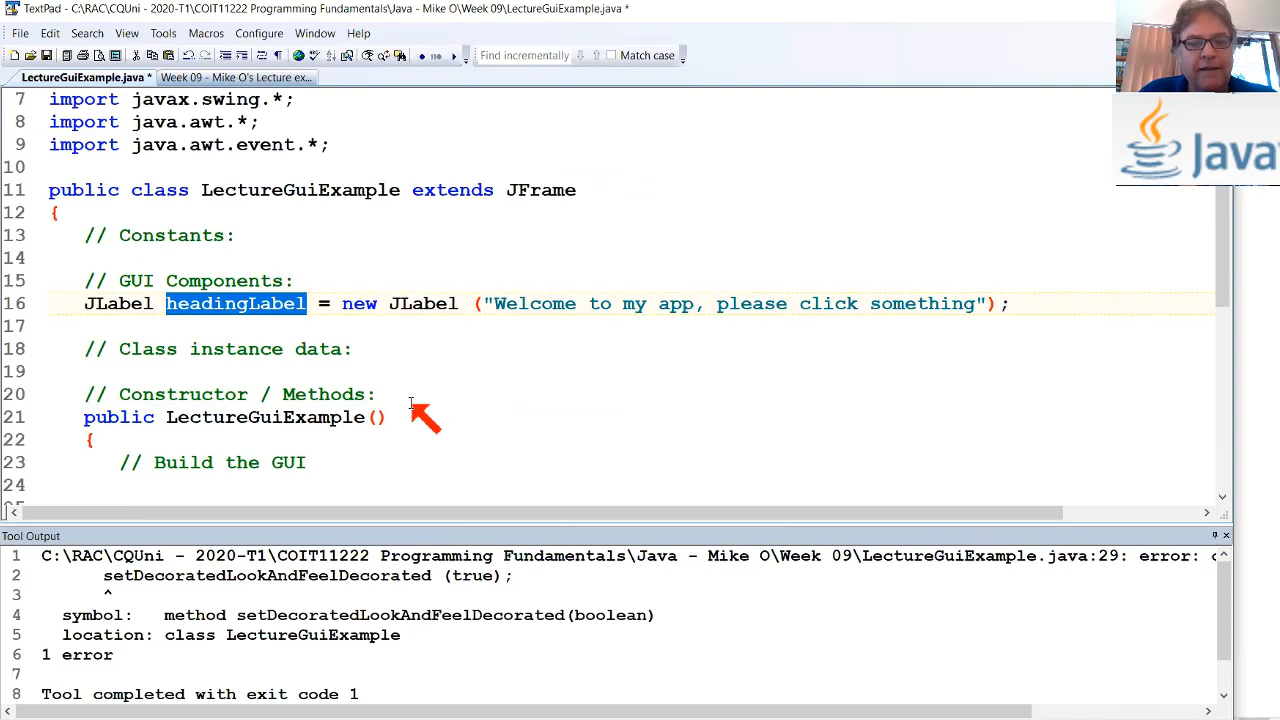 TextPad - C:\RAC\CQUni - 2020-T1\COIT11222 Programming Fundamentals\Java - Mike O\Week 09\LectureGuiExample.java *
File Edit Search View Tools Macros Configure Window Help
Find incrementally Match case
LectureGuiExample.java * Week 09 - Mike O's Lecture ex...
7 import javax.swing.*;
8 import java.awt.*;
9 import java.awt.event.*;
10
11 public class LectureGuiExample extends JFrame
12 {
13 // Constants:
14
15 // GUI Components:
16 JLabel headingLabel = new JLabel ("Welcome to my app, please click something");
17
18 // Class instance data:
19
20 // Constructor / Methods:
21 public LectureGuiExample()
22 {
23 // Build the GUI
24
Java
Tool Output
1 C:\RAC\CQUni - 2020-T1\COIT11222 Programming Fundamentals\Java - Mike O\Week 09\LectureGuiExample.java:29: error:
2 setDecoratedLookAndFeelDecorated (true);
3 ^
4 symbol: method setDecoratedLookAndFeelDecorated(boolean)
5 location: class LectureGuiExample
6 1 error
7
8 Tool completed with exit code 1